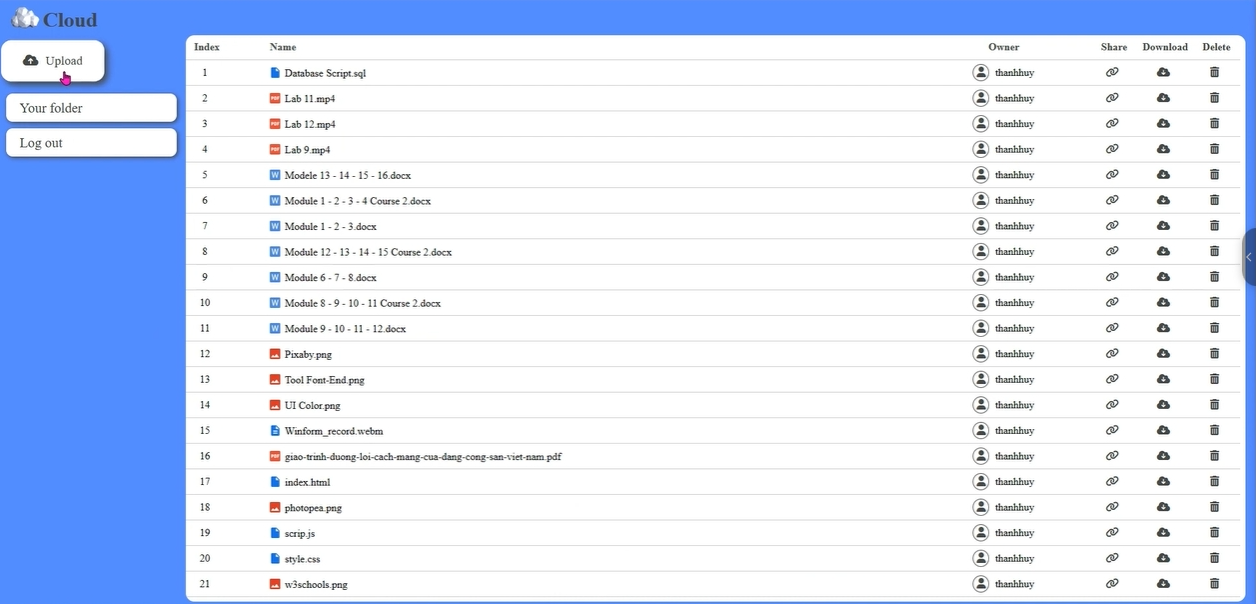 Cloud
Upload
Your folder
Log out
Index Name Owner Share Download Delete
1 Database Script.sql thanhhuy
2 PDF Lab 11.mp4 thanhhuy
3 PDF Lab 12.mp4 thanhhuy
4 PDF Lab 9.mp4 thanhhuy
5 W Modele 13 - 14 - 15 - 16.docx thanhhuy
6 W Module 1 - 2 - 3 - 4 Course 2.docx thanhhuy
7 W Module 1 - 2 - 3.docx thanhhuy
8 W Module 12 - 13 - 14 - 15 Course 2.docx thanhhuy
9 W Module 6 - 7 - 8.docx thanhhuy
10 W Module 8 - 9 - 10 - 11 Course 2.docx thanhhuy
11 W Module 9 - 10 - 11 - 12.docx thanhhuy
12 Pixaby.png thanhhuy
13 Tool Font-End.png thanhhuy
14 UI Color.png thanhhuy
15 Winform_record.webm thanhhuy
16 PDF giao-trinh-duong-loi-cach-mang-cua-dang-cong-san-viet-nam.pdf thanhhuy
17 index.html thanhhuy
18 photopea.png thanhhuy
19 scrip.js thanhhuy
20 style.css thanhhuy
21 w3schools.png thanhhuy